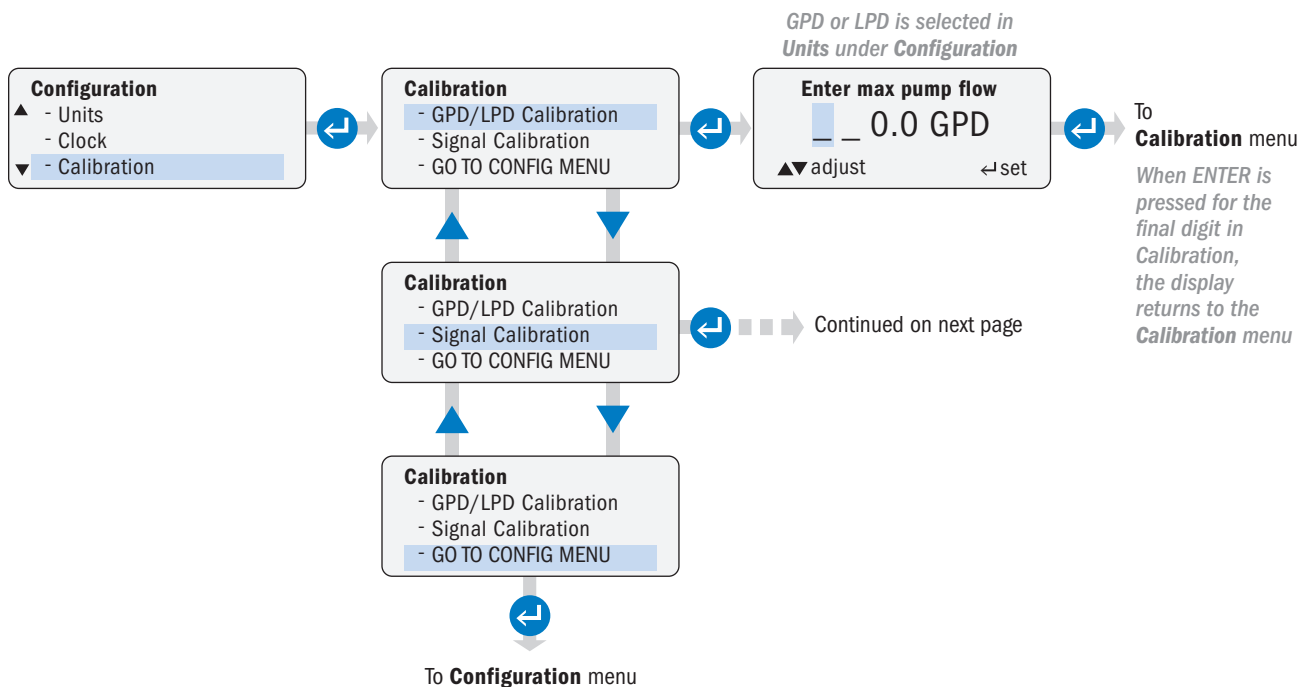 GPD or LPD is selected in
Units under Configuration
Configuration
- Units
- Clock
- Calibration
Calibration
- GPD/LPD Calibration
- Signal Calibration
- GO TO CONFIG MENU
Enter max pump flow
_ _ 0.0 GPD
▲▼ adjust
↵ set
To
Calibration menu
When ENTER is
pressed for the
final digit in
Calibration,
the display
returns to the
Calibration menu
Calibration
- GPD/LPD Calibration
- Signal Calibration
- GO TO CONFIG MENU
Continued on next page
Calibration
- GPD/LPD Calibration
- Signal Calibration
- GO TO CONFIG MENU
To Configuration menu